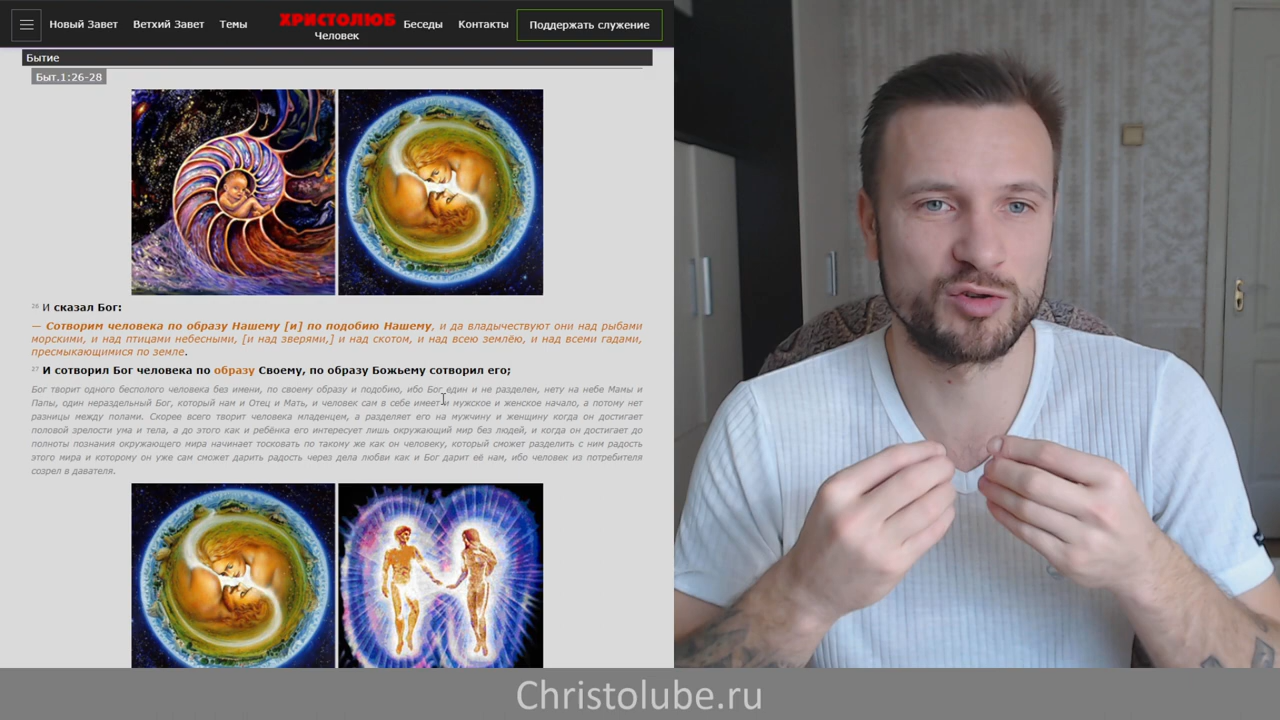 Новый Завет Ветхий Завет Темы ХРИСТОЛЮБ Беседы Контакты Поддержать служение
Человек
Бытие
Быт.1:26-28
26 И сказал Бог:
— Сотворим человека по образу Нашему [и] по подобию Нашему, и да владычествуют они над рыбами
морскими, и над птицами небесными, [и над зверями,] и над скотом, и над всею землёю, и над всеми гадами,
пресмыкающимися по земле.
27 И сотворил Бог человека по образу Своему, по образу Божьему сотворил его;
Бог творит одного бесполого человека без имени, по своему образу и подобию, ибо Бог един и не разделен, нету на небе Мамы и
Папы, один нераздельный Бог, который нам и Отец и Мать, и человек сам в себе имеет и мужское и женское начало, а потому нет
разницы между полами. Скорее всего творит человека младенцем, а разделяет его на мужчину и женщину когда он достигает
половой зрелости ума и тела, а до этого как и ребёнка его интересует лишь окружающий мир без людей, и когда он достигает до
полноты познания окружающего мира начинает тосковать по такому же как он человеку, который сможет разделить с ним радость
этого мира и которому он уже сам сможет дарить радость через дела любви как и Бог дарит её нам, ибо человек из потребителя
созрел в давателя.
Christolube.ru